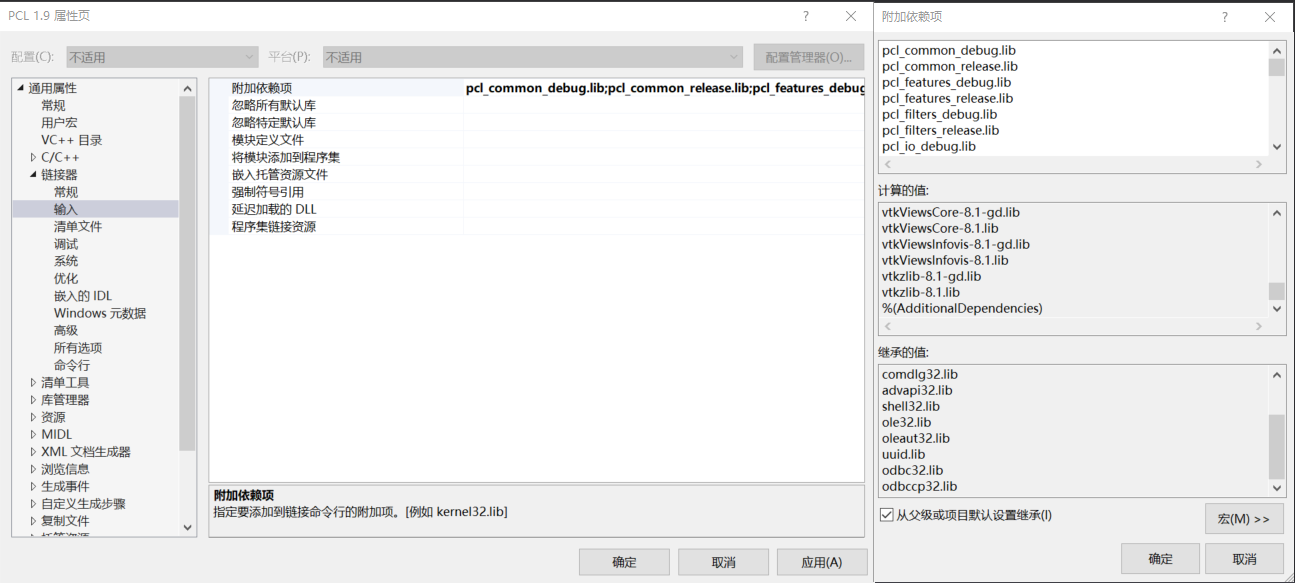 PCL 1.9 属性页
配置(C):
不适用
平台(P):
不适用
配置管理器(O)...
通用属性
常规
用户宏
VC++ 目录
C/C++
链接器
常规
输入
清单文件
调试
系统
优化
嵌入的 IDL
Windows 元数据
高级
所有选项
命令行
清单工具
库管理器
资源
MIDL
XML 文档生成器
浏览信息
生成事件
自定义生成步骤
复制文件
附加依赖项 pcl_common_debug.lib;pcl_common_release.lib;pcl_features_debug
忽略所有默认库
忽略特定默认库
模块定义文件
将模块添加到程序集
嵌入托管资源文件
强制符号引用
延迟加载的 DLL
程序集链接资源
附加依赖项
指定要添加到链接命令行的附加项。[例如 kernel32.lib]
确定
取消
应用(A)
附加依赖项
pcl_common_debug.lib
pcl_common_release.lib
pcl_features_debug.lib
pcl_features_release.lib
pcl_filters_debug.lib
pcl_filters_release.lib
pcl_io_debug.lib
计算的值:
vtkViewsCore-8.1-gd.lib
vtkViewsCore-8.1.lib
vtkViewsInfovis-8.1-gd.lib
vtkViewsInfovis-8.1.lib
vtkzlib-8.1-gd.lib
vtkzlib-8.1.lib
%(AdditionalDependencies)
继承的值:
comdlg32.lib
advapi32.lib
shell32.lib
ole32.lib
oleaut32.lib
uuid.lib
odbc32.lib
odbccp32.lib
从父级或项目默认设置继承(I)
宏(M) >>
确定
取消